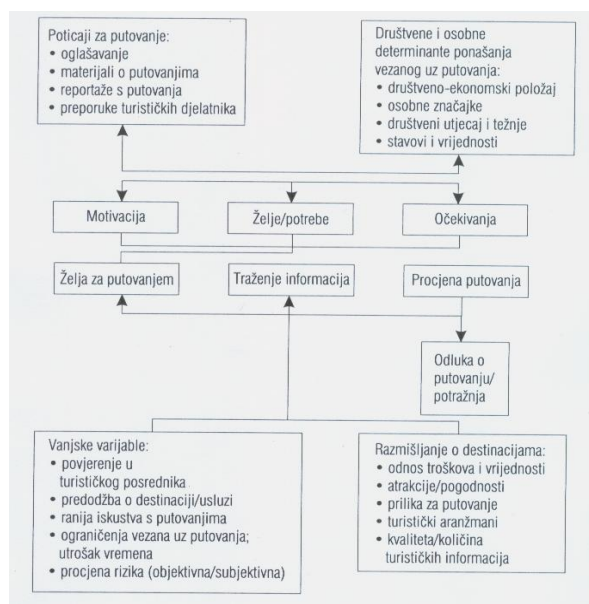 Poticaji za putovanje:
• oglašavanje
• materijali o putovanjima
• reportaže s putovanja
• preporuke turističkih djelatnika
Društvene i osobne
determinante ponašanja
vezanog uz putovanja:
• društveno-ekonomski položaj
• osobne značajke
• društveni utjecaj i težnje
• stavovi i vrijednosti
Motivacija
Želje/potrebe
Očekivanja
Želja za putovanjem
Traženje informacija
Procjena putovanja
Odluka o
putovanju/
potražnja
Vanjske varijable:
• povjerenje u
turističkog posrednika
• predodžba o destinaciji/usluzi
• ranija iskustva s putovanjima
• ograničenja vezana uz putovanja;
utrošak vremena
• procjena rizika (objektivna/subjektivna)
Razmišljanje o destinacijama:
• odnos troškova i vrijednosti
• atrakcije/pogodnosti
• prilika za putovanje
• turistički aranžmani
• kvaliteta/količina
turističkih informacija